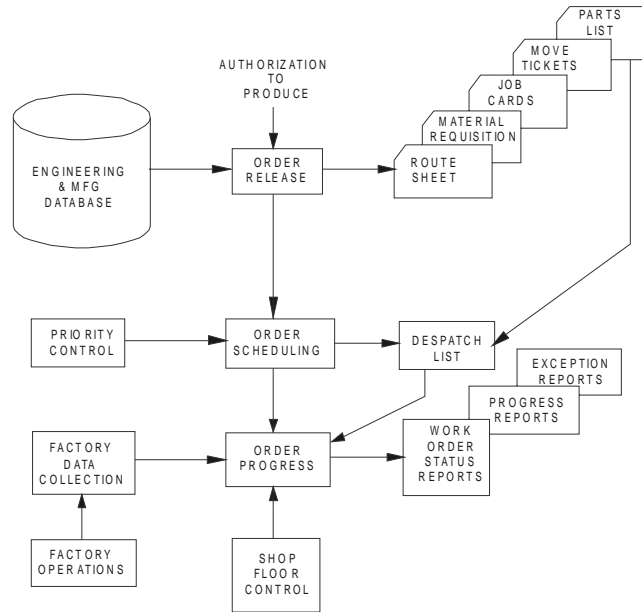 PARTS
LIST
MOVE
TICKETS
AUTHORIZATION
TO
PRODUCE
JOB
CARDS
MATERIAL
REQUISITION
ENGINEERING
& MFG
DATABASE
ORDER
RELEASE
ROUTE
SHEET
PRIORITY
CONTROL
ORDER
SCHEDULING
DESPATCH
LIST
EXCEPTION
REPORTS
PROGRESS
REPORTS
FACTORY
DATA
COLLECTION
ORDER
PROGRESS
WORK
ORDER
STATUS
REPORTS
FACTORY
OPERATIONS
SHOP
FLOOR
CONTROL